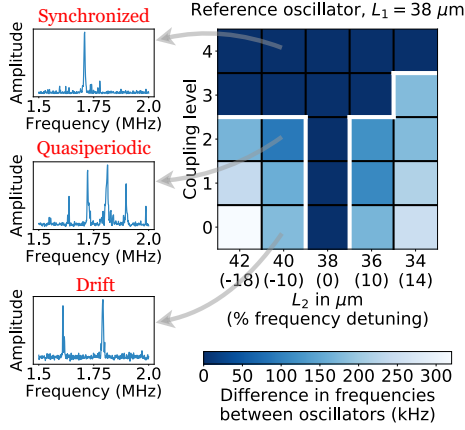 Synchronized
Amplitude
1.5 1.75 2.0
Frequency (MHz)
Quasiperiodic
Amplitude
1.5 1.75 2.0
Frequency (MHz)
Drift
Amplitude
1.5 1.75 2.0
Frequency (MHz)
Reference oscillator, L₁ = 38 μm
Coupling level
4
3
2
1
0
42 40 38 36 34
(-18) (-10) (0) (10) (14)
L₂ in μm
(% frequency detuning)
0 50 100 150 200 250 300
Difference in frequencies
between oscillators (kHz)